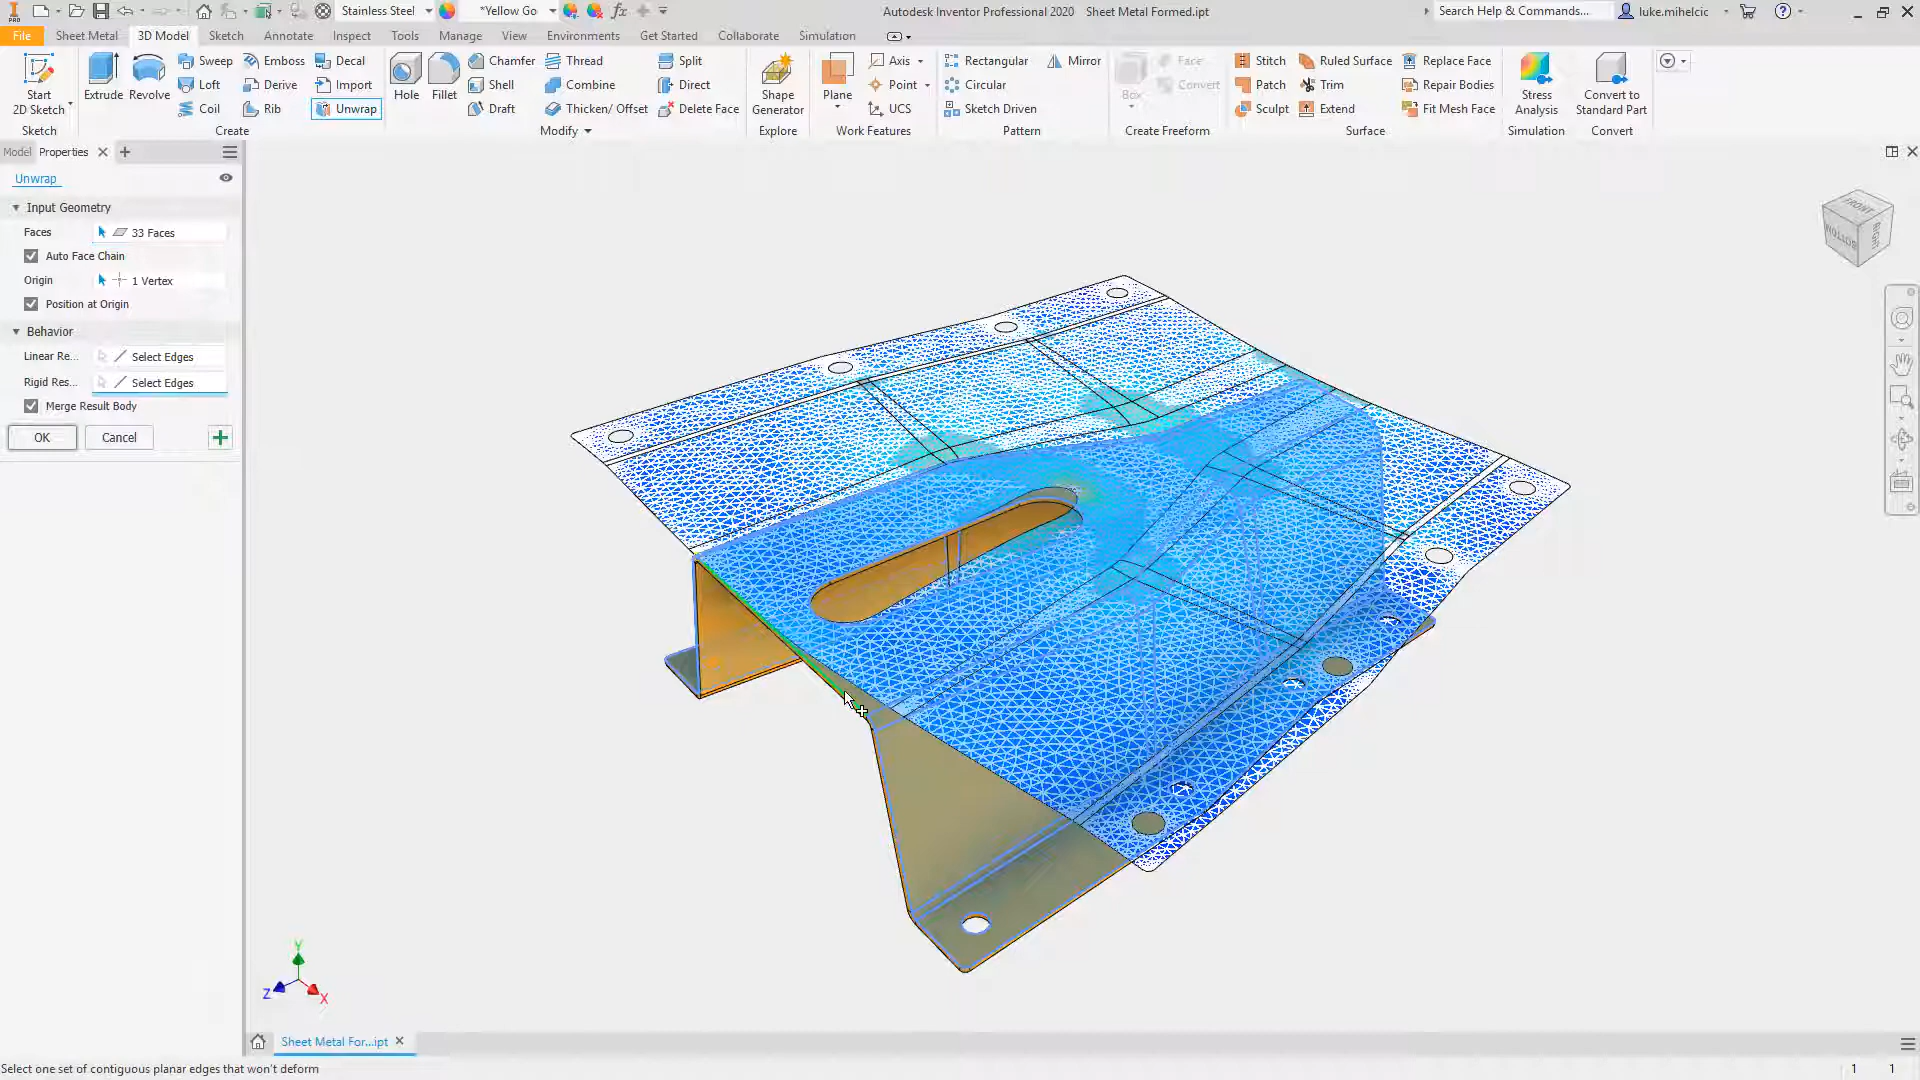 Stainless Steel *Yellow Go fx Autodesk Inventor Professional 2020 Sheet Metal Formed.ipt Search Help & Commands... luke.mihelcic
PRO
File Sheet Metal 3D Model Sketch Annotate Inspect Tools Manage View Environments Get Started Collaborate Simulation
Start
2D Sketch
Sketch
Extrude Revolve
Sweep Emboss Decal
Loft Derive Import
Coil Rib Unwrap
Create
Hole Fillet
Chamfer Thread Split
Shell Combine Direct
Draft Thicken/ Offset Delete Face
Modify
Shape
Generator
Explore
Plane
Axis
Point
UCS
Work Features
Rectangular Mirror
Circular
Sketch Driven
Pattern
Box
Face
Convert
Create Freeform
Stitch Ruled Surface Replace Face
Patch Trim Repair Bodies
Sculpt Extend Fit Mesh Face
Surface
Stress
Analysis
Simulation
Convert to
Standard Part
Convert
Model Properties
Unwrap
Input Geometry
Faces 33 Faces
Auto Face Chain
Origin 1 Vertex
Position at Origin
Behavior
Linear Re... Select Edges
Rigid Res... Select Edges
Merge Result Body
OK Cancel
FRONT
BOTTOM
RIGHT
Y
Z
X
Sheet Metal For...ipt
Select one set of contiguous planar edges that won't deform
1 1